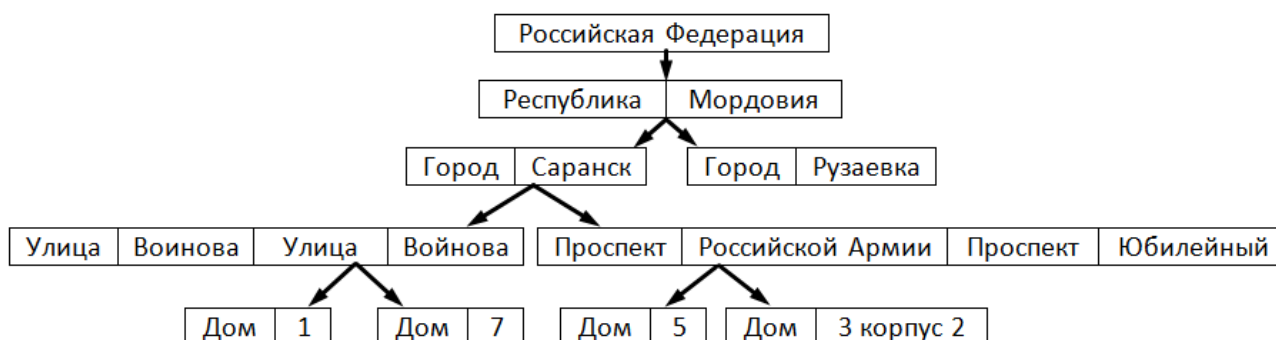 Российская Федерация
Республика Мордовия
Город Саранск Город Рузаевка
Улица Воинова Улица Войнова Проспект Российской Армии Проспект Юбилейный
Дом 1 Дом 7 Дом 5 Дом 3 корпус 2